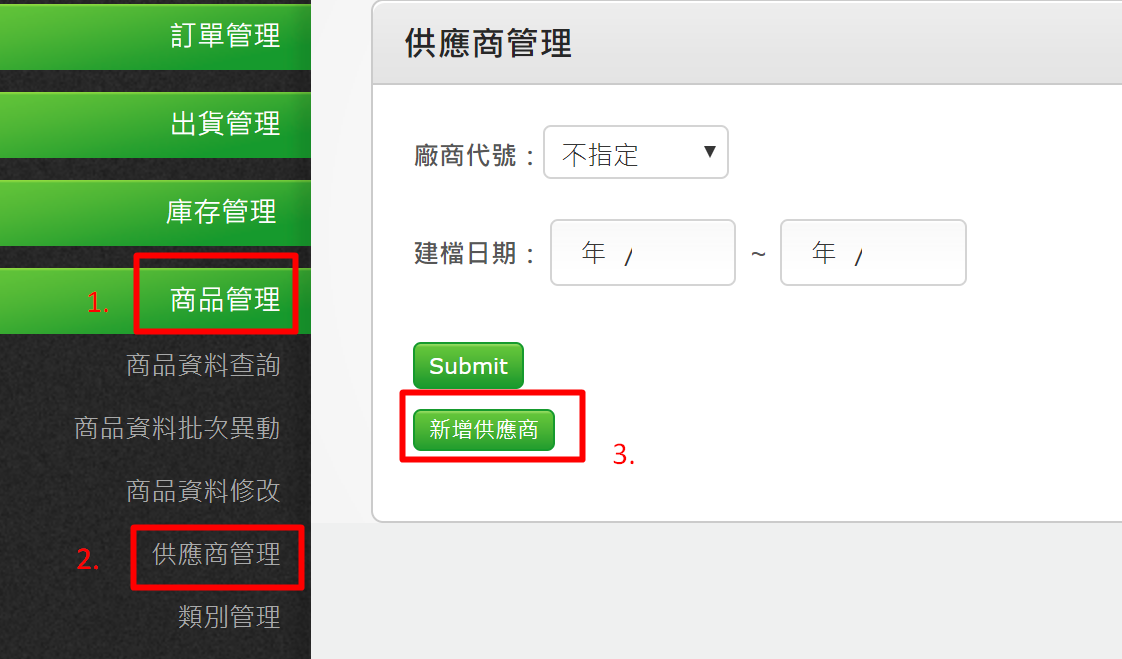 訂單管理
出貨管理
庫存管理
1.
商品管理
商品資料查詢
商品資料批次異動
商品資料修改
2.
供應商管理
類別管理
供應商管理
廠商代號：
不指定
建檔日期：
年 / ~ 年 /
Submit
新增供應商
3.